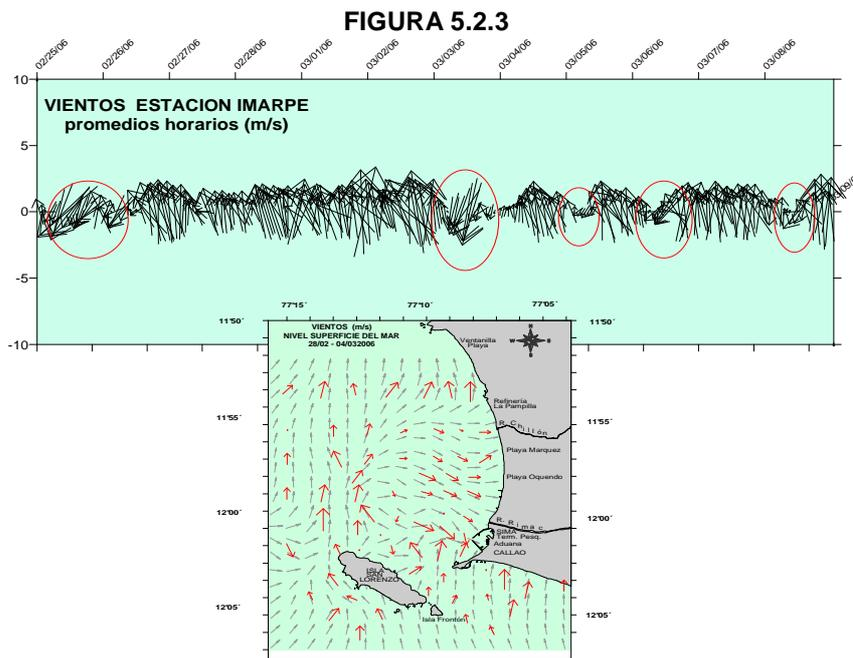 FIGURA 5.2.3
02/25/06 02/26/06 02/27/06 02/28/06 03/01/06 03/02/06 03/03/06 03/04/06 03/05/06 03/06/06 03/07/06 03/08/06
10
VIENTOS ESTACION IMARPE
promedios horarios (m/s)
5
0
-5
-10
77°15´ 77°10´ 77°05´
11°50´ 11°50´
VIENTOS (m/s)
NIVEL SUPERFICIE DEL MAR
28/02 - 04/032006
N
W
Ventanilla
Playa
Refinería
La Pampilla
11°55´ 11°55´
R. Chillón
Playa Marquez
Playa Oquendo
12°00´ 12°00´
R. Rimac
SIMA
Term. Pesq.
Aduana
CALLAO
ISLA
SAN
LORENZO
12°05´ 12°05´
Isla Frontón